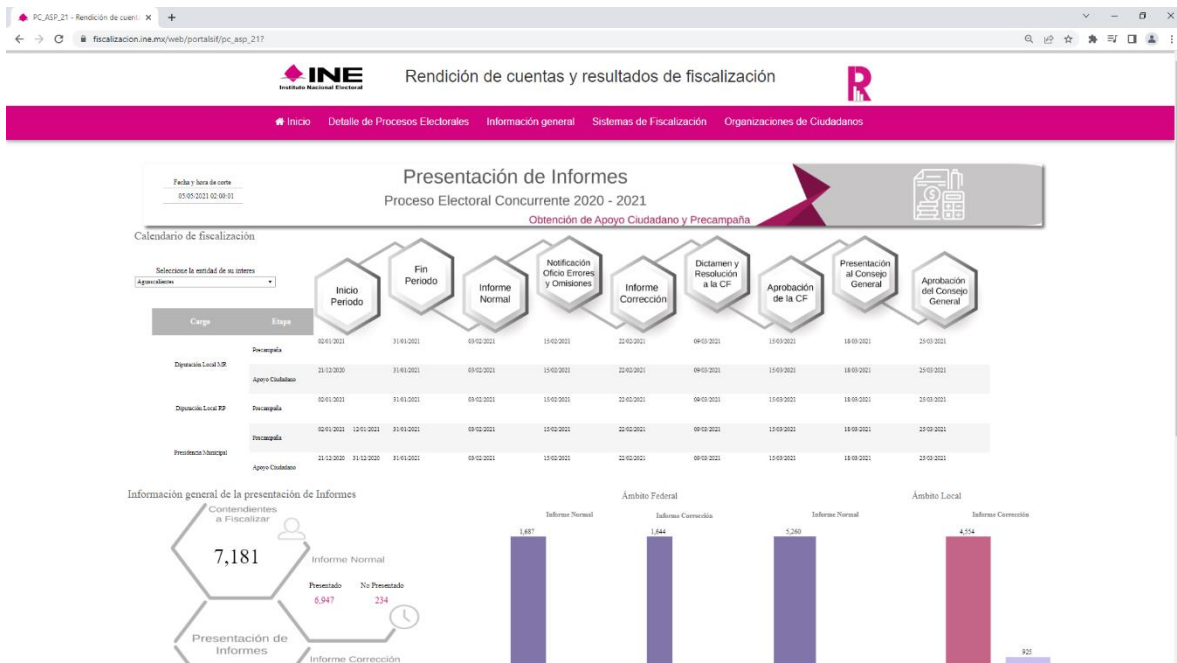 PC_ASP_21 - Rendición de cuent
fiscalizacion.ine.mx/web/portalsif/pc_asp_21?
INE
Instituto Nacional Electoral
Rendición de cuentas y resultados de fiscalización
R
Inicio Detalle de Procesos Electorales Información general Sistemas de Fiscalización Organizaciones de Ciudadanos
Fecha y hora de corte
05/05/2021 02:00:01
Presentación de Informes
Proceso Electoral Concurrente 2020 - 2021
Obtención de Apoyo Ciudadano y Precampaña
Calendario de fiscalización
Seleccione la entidad de su interes
Aguascalientes
Inicio Periodo
Fin Periodo
Informe Normal
Notificación Oficio Errores y Omisiones
Informe Corrección
Dictamen y Resolución a la CF
Aprobación de la CF
Presentación al Consejo General
Aprobación del Consejo General
Cargo Etapa
Diputación Local MR
Precampaña 02/01/2021 31/01/2021 03/02/2021 15/02/2021 22/02/2021 09/03/2021 15/03/2021 18/03/2021 25/03/2021
Apoyo Ciudadano 21/12/2020 31/01/2021 03/02/2021 15/02/2021 22/02/2021 09/03/2021 15/03/2021 18/03/2021 25/03/2021
Diputación Local RP
Precampaña 02/01/2021 31/01/2021 03/02/2021 15/02/2021 22/02/2021 09/03/2021 15/03/2021 18/03/2021 25/03/2021
Presidencia Municipal
Precampaña 02/01/2021 12/01/2021 31/01/2021 03/02/2021 15/02/2021 22/02/2021 09/03/2021 15/03/2021 18/03/2021 25/03/2021
Apoyo Ciudadano 21/12/2020 31/12/2020 31/01/2021 03/02/2021 15/02/2021 22/02/2021 09/03/2021 15/03/2021 18/03/2021 25/03/2021
Información general de la presentación de Informes
Contendientes
a Fiscalizar
7,181
Informe Normal
Presentado No Presentado
6,947 234
Presentación de
Informes
Informe Corrección
Ámbito Federal
Informe Normal Informe Corrección
1,687 1,644
Ámbito Local
Informe Normal Informe Corrección
5,260 4,554
925